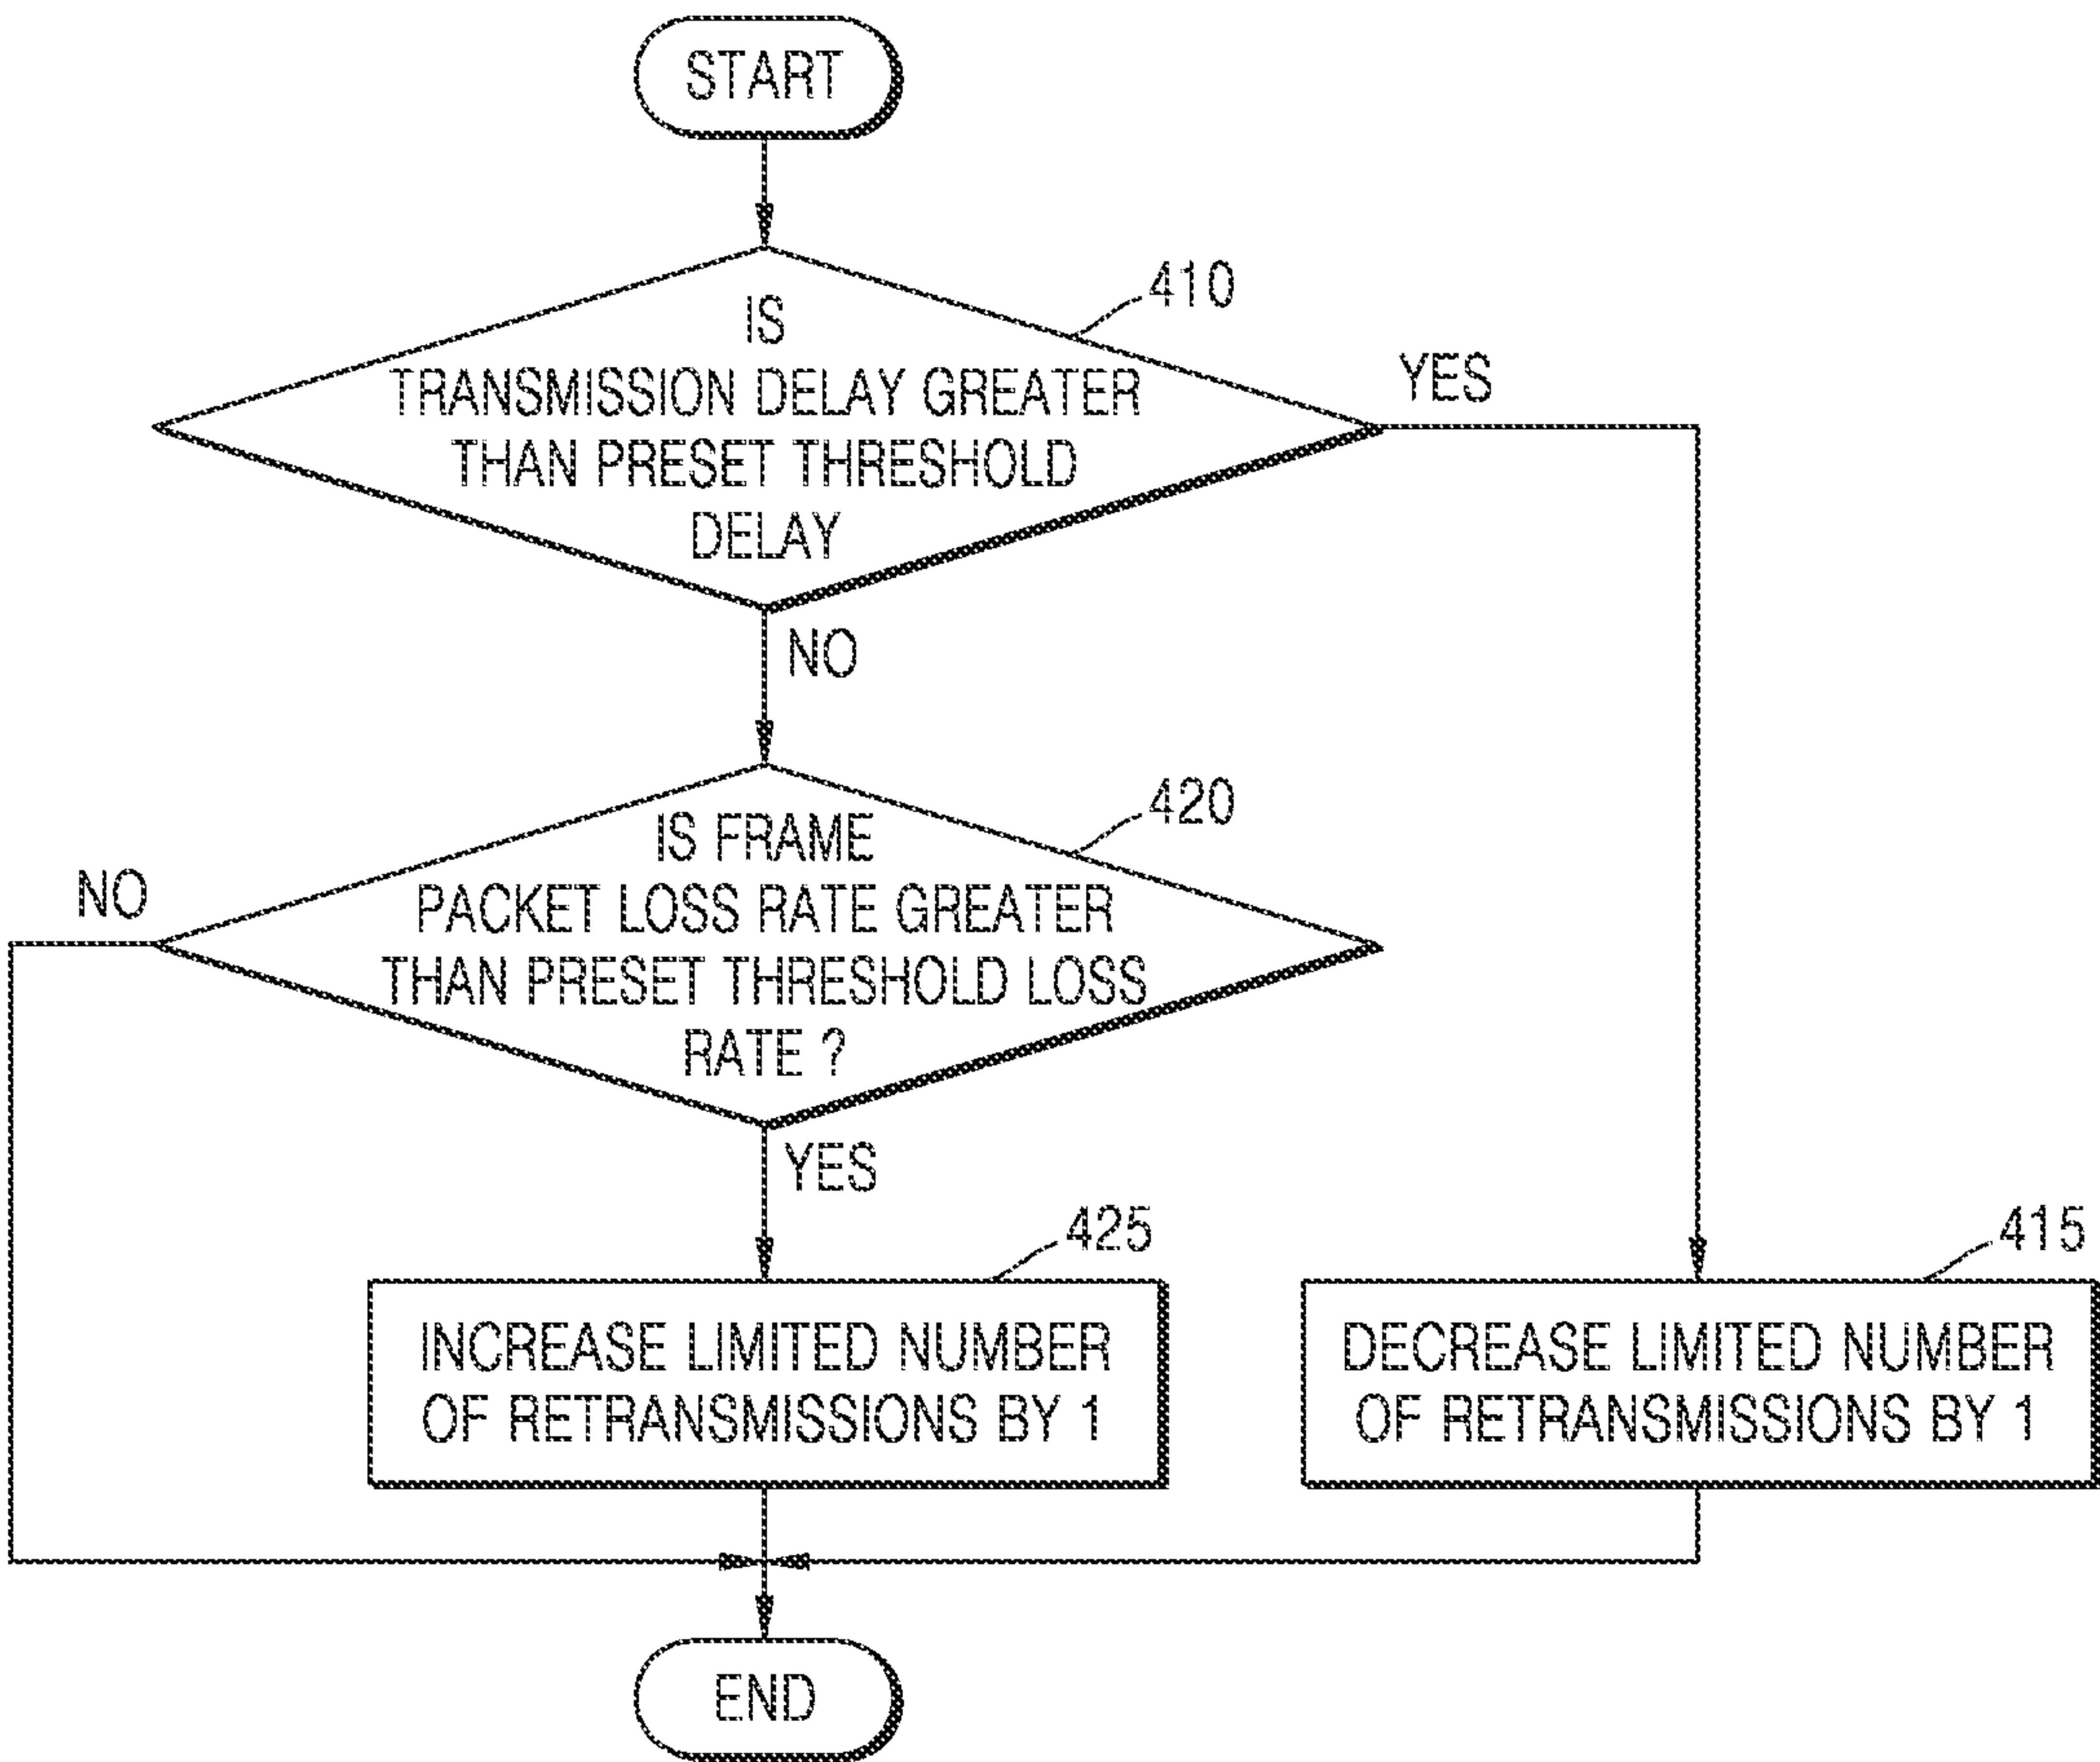 START
410
IS
TRANSMISSION DELAY GREATER
THAN PRESET THRESHOLD
DELAY
YES
NO
420
IS FRAME
PACKET LOSS RATE GREATER
THAN PRESET THRESHOLD LOSS
RATE ?
NO
YES
425
INCREASE LIMITED NUMBER
OF RETRANSMISSIONS BY 1
415
DECREASE LIMITED NUMBER
OF RETRANSMISSIONS BY 1
END